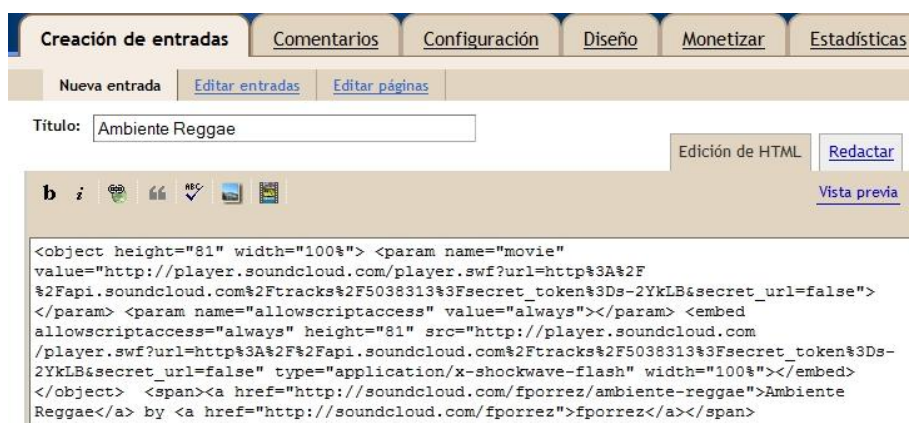 Creación de entradas Comentarios Configuración Diseño Monetizar Estadísticas
Nueva entrada Editar entradas Editar páginas
Título: Ambiente Reggae
Edición de HTML Redactar
b i ABC Vista previa
<object height="81" width="100%"> <param name="movie"
value="http://player.soundcloud.com/player.swf?url=http%3A%2F
%2Fapi.soundcloud.com%2Ftracks%2F5038313%3Fsecret_token%3Ds-2YkLB&secret_url=false">
</param> <param name="allowscriptaccess" value="always"></param> <embed
allowscriptaccess="always" height="81" src="http://player.soundcloud.com
/player.swf?url=http%3A%2F%2Fapi.soundcloud.com%2Ftracks%2F5038313%3Fsecret_token%3Ds-
2YkLB&secret_url=false" type="application/x-shockwave-flash" width="100%"></embed>
</object>  <span><a href="http://soundcloud.com/fporrez/ambiente-reggae">Ambiente
Reggae</a> by <a href="http://soundcloud.com/fporrez">fporrez</a></span>